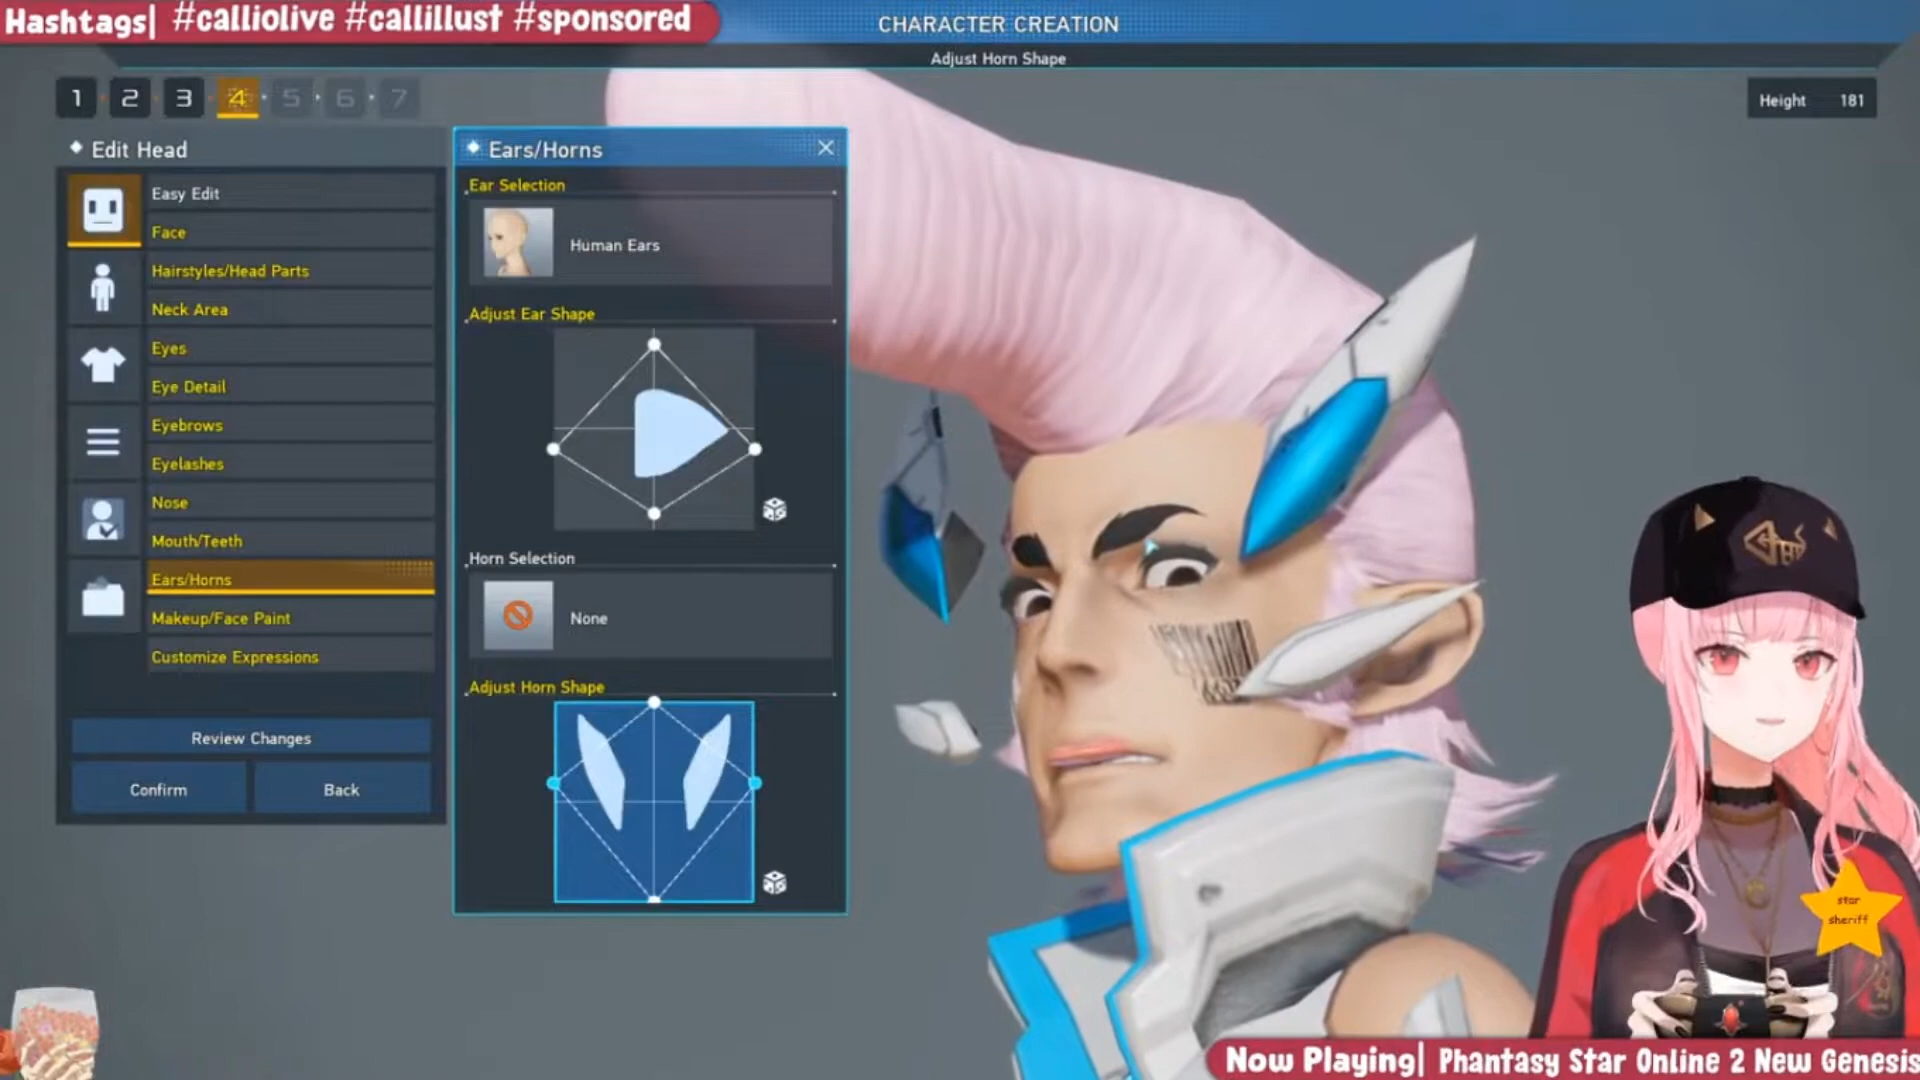 Hashtags| #calliolive #callillust #sponsored
CHARACTER CREATION
Adjust Horn Shape
1 2 3 4 5 6 7
Height 181
Edit Head
Easy Edit
Face
Hairstyles/Head Parts
Neck Area
Eyes
Eye Detail
Eyebrows
Eyelashes
Nose
Mouth/Teeth
Ears/Horns
Makeup/Face Paint
Customize Expressions
Review Changes
Confirm
Back
Ears/Horns
Ear Selection
Human Ears
Adjust Ear Shape
Horn Selection
None
Adjust Horn Shape
star
sheriff
Now Playing| Phantasy Star Online 2 New Genesis